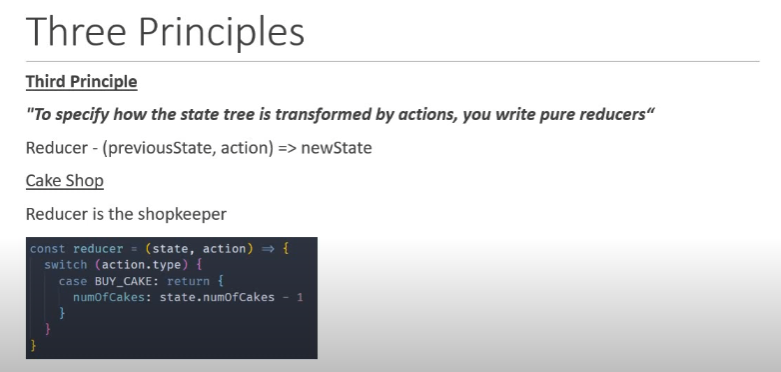 Three Principles
Third Principle
"To specify how the state tree is transformed by actions, you write pure reducers“
Reducer - (previousState, action) => newState
Cake Shop
Reducer is the shopkeeper
const reducer = (state, action) ⇒ {
  switch (action.type) {
    case BUY_CAKE: return {
      numOfCakes: state.numOfCakes - 1
    }
  }
}